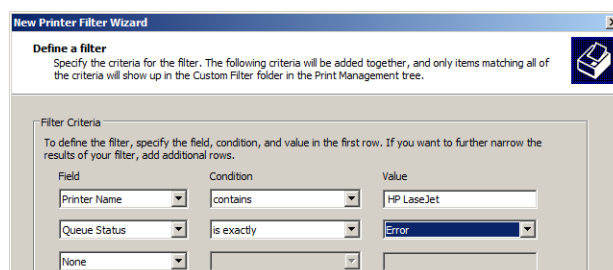 New Printer Filter Wizard
Define a filter
Specify the criteria for the filter. The following criteria will be added together, and only items matching all of
the criteria will show up in the Custom Filter folder in the Print Management tree.
Filter Criteria
To define the filter, specify the field, condition, and value in the first row. If you want to further narrow the
results of your filter, add additional rows.
Field Condition Value
Printer Name contains HP LaseJet
Queue Status is exactly Error
None